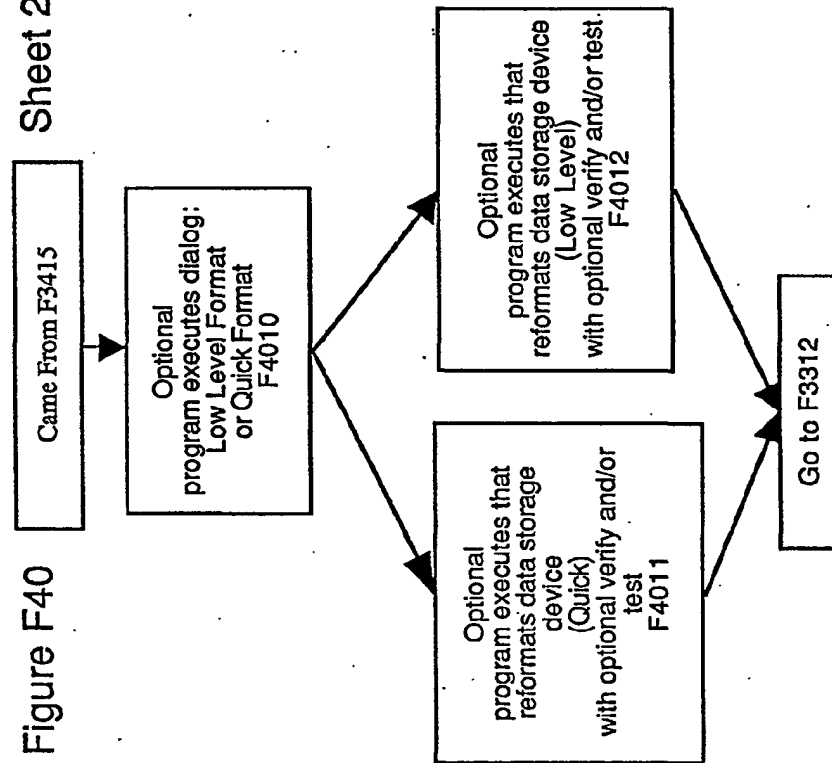 Figure F40
Sheet 2
Came From F3415
Optional
program executes dialog:
Low Level Format
or Quick Format
F4010
Optional
program executes that
reformats data storage
device
(Quick)
with optional verify and/or
test
F4011
Optional
program executes that
reformats data storage device
(Low Level)
with optional verify and/or test.
F4012
Go to F3312